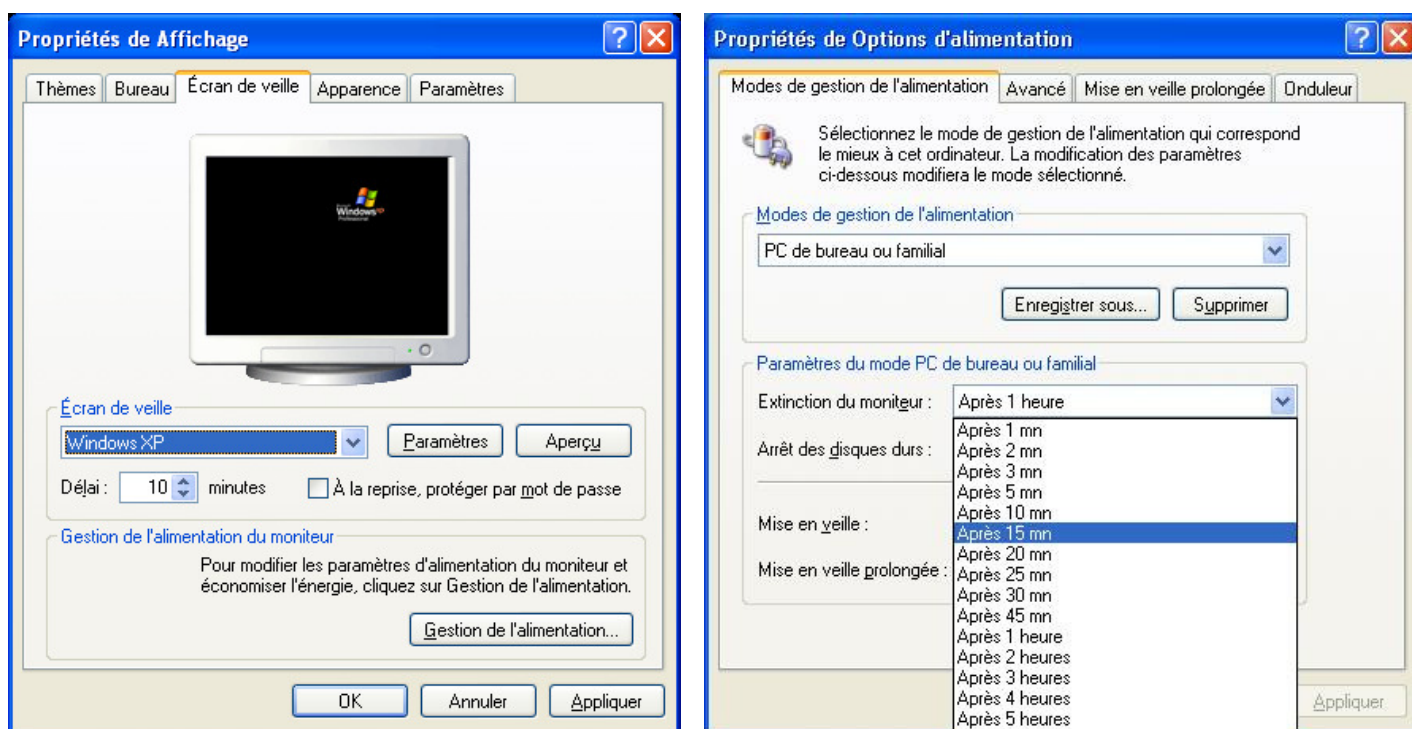 Propriétés de Affichage
Thèmes Bureau Écran de veille Apparence Paramètres
Windows XP
Professional
Écran de veille
Windows XP Paramètres Aperçu
Délai : 10 minutes À la reprise, protéger par mot de passe
Gestion de l'alimentation du moniteur
Pour modifier les paramètres d'alimentation du moniteur et
économiser l'énergie, cliquez sur Gestion de l'alimentation.
Gestion de l'alimentation...
OK Annuler Appliquer
Propriétés de Options d'alimentation
Modes de gestion de l'alimentation Avancé Mise en veille prolongée Onduleur
Sélectionnez le mode de gestion de l'alimentation qui correspond
le mieux à cet ordinateur. La modification des paramètres
ci-dessous modifiera le mode sélectionné.
Modes de gestion de l'alimentation
PC de bureau ou familial
Enregistrer sous... Supprimer
Paramètres du mode PC de bureau ou familial
Extinction du moniteur : Après 1 heure
Arrêt des disques durs :
Mise en veille :
Mise en veille prolongée :
Après 1 mn
Après 2 mn
Après 3 mn
Après 5 mn
Après 10 mn
Après 15 mn
Après 20 mn
Après 25 mn
Après 30 mn
Après 45 mn
Après 1 heure
Après 2 heures
Après 3 heures
Après 4 heures
Après 5 heures
Appliquer